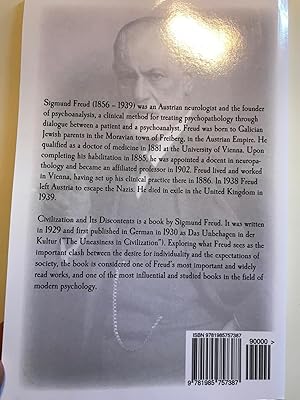 Sigmund Freud (1856 – 1939) was an Austrian neurologist and the founder
of psychoanalysis, a clinical method for treating psychopathology through
dialogue between a patient and a psychoanalyst. Freud was born to Galician
Jewish parents in the Moravian town of Freiberg, in the Austrian Empire. He
qualified as a doctor of medicine in 1881 at the University of Vienna. Upon
completing his habilitation in 1885, he was appointed a docent in neuropa-
thology and became an affiliated professor in 1902. Freud lived and worked
in Vienna, having set up his clinical practice there in 1886. In 1938 Freud
left Austria to escape the Nazis. He died in exile in the United Kingdom in
1939.
Civilization and Its Discontents is a book by Sigmund Freud. It was written
in 1929 and first published in German in 1930 as Das Unbehagen in der
Kultur ("The Uneasiness in Civilization"). Exploring what Freud sees as the
important clash between the desire for individuality and the expectations of
society, the book is considered one of Freud's most important and widely
read works, and one of the most influential and studied books in the field of
modern psychology.
ISBN 9781985757387
90000 >
9 781985 757387